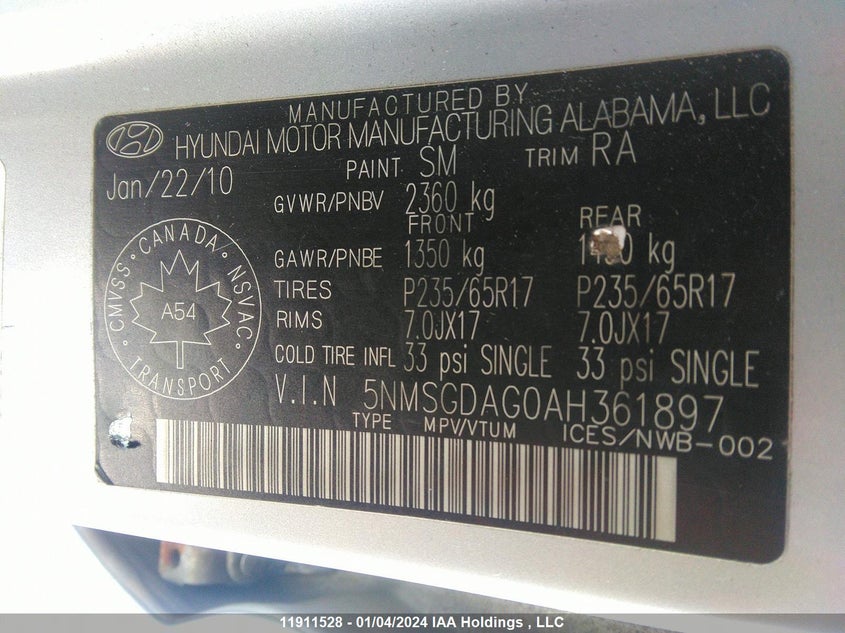 MANUFACTURED BY
HYUNDAI MOTOR MANUFACTURING ALABAMA, LLC
Jan/22/10 PAINT SM TRIM RA
GVWR/PNBV 2360 kg
FRONT REAR
GAWR/PNBE 1350 kg kg
TIRES P235/65R17 P235/65R17
RIMS 7.0JX17 7.0JX17
COLD TIRE INFL 33 psi SINGLE 33 psi SINGLE
V.I.N 5NMSGDAG0AH361897
TYPE MPV/VTUM ICES/NWB-002
CANADA
CMVSS NSVAC
A54
TRANSPORT
11911528 - 01/04/2024 IAA Holdings , LLC